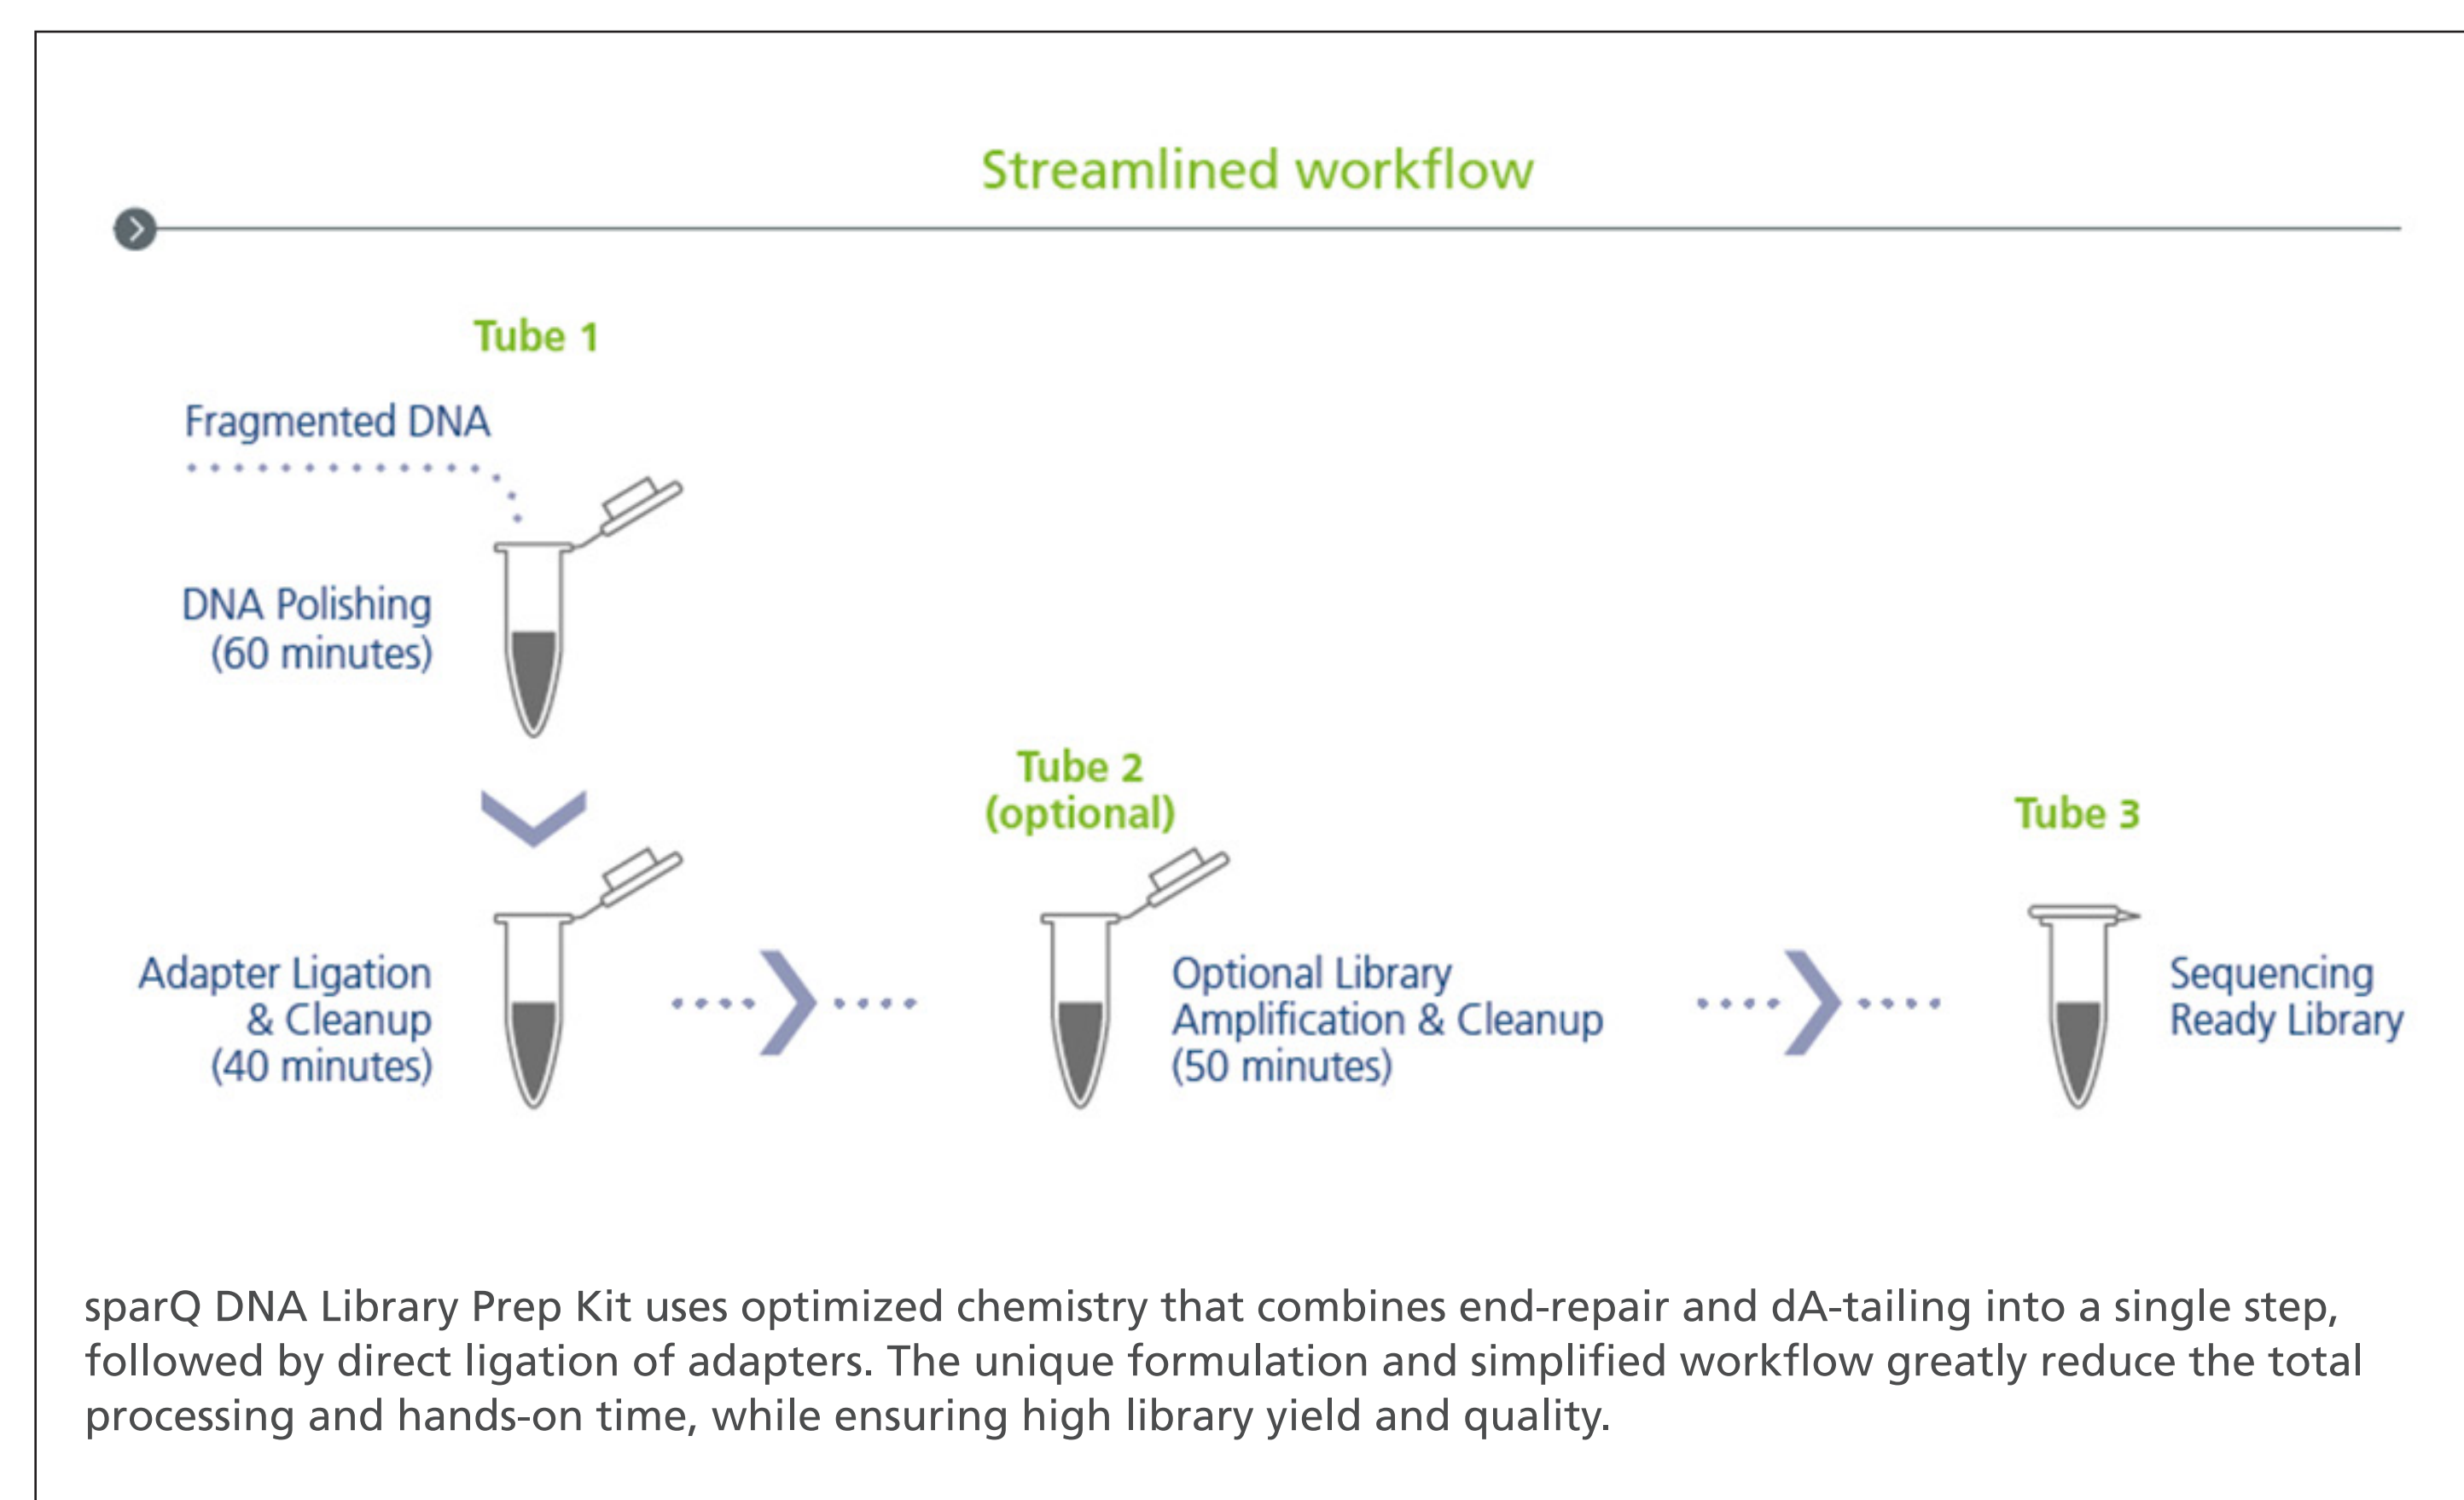 Streamlined workflow
Tube 1
Fragmented DNA
DNA Polishing
(60 minutes)
Adapter Ligation
& Cleanup
(40 minutes)
Tube 2
(optional)
Optional Library
Amplification & Cleanup
(50 minutes)
Tube 3
Sequencing
Ready Library
sparQ DNA Library Prep Kit uses optimized chemistry that combines end-repair and dA-tailing into a single step,
followed by direct ligation of adapters. The unique formulation and simplified workflow greatly reduce the total
processing and hands-on time, while ensuring high library yield and quality.